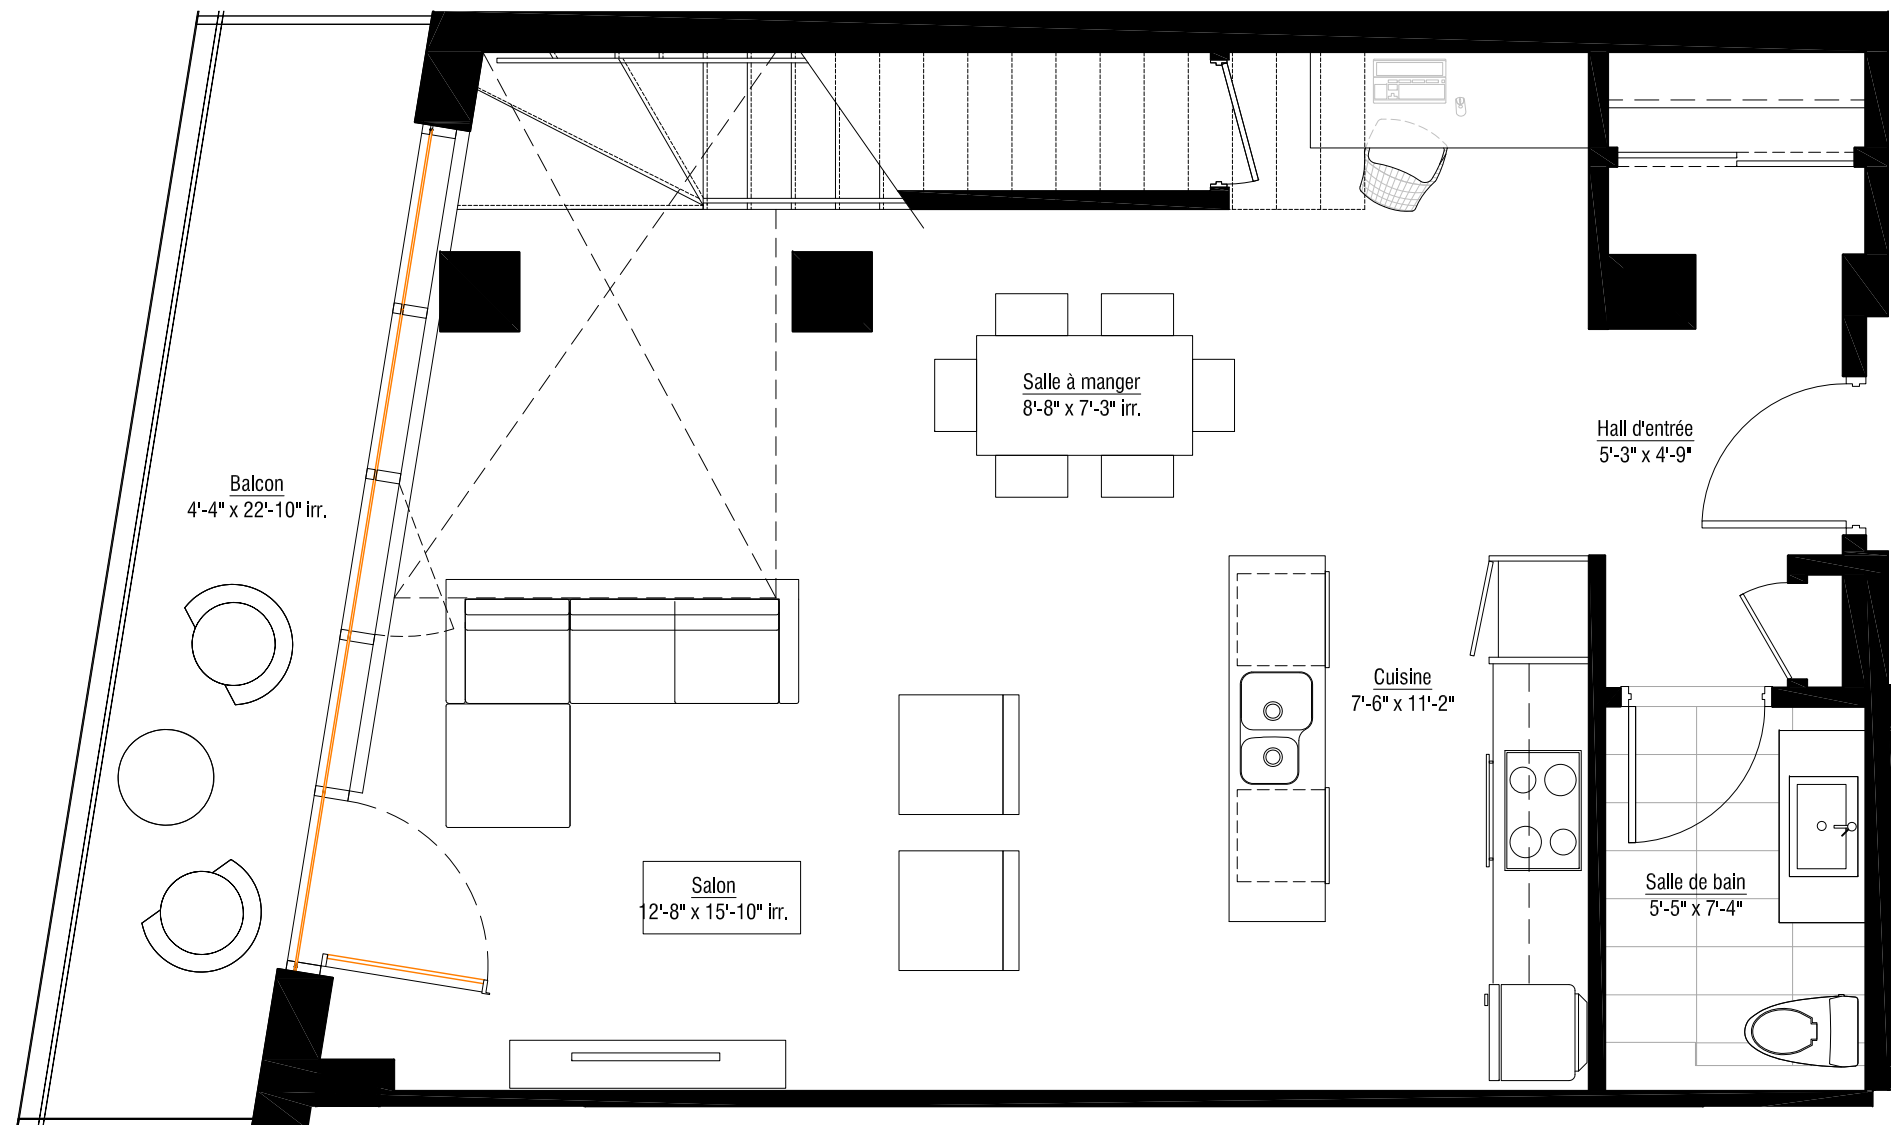 Salle à manger
8'-8" x 7'-3" irr.
Hall d'entrée
5'-3" x 4'-9"
Balcon
4'-4" x 22'-10" irr.
Cuisine
7'-6" x 11'-2"
Salon
12'-8" x 15'-10" irr.
Salle de bain
5'-5" x 7'-4"